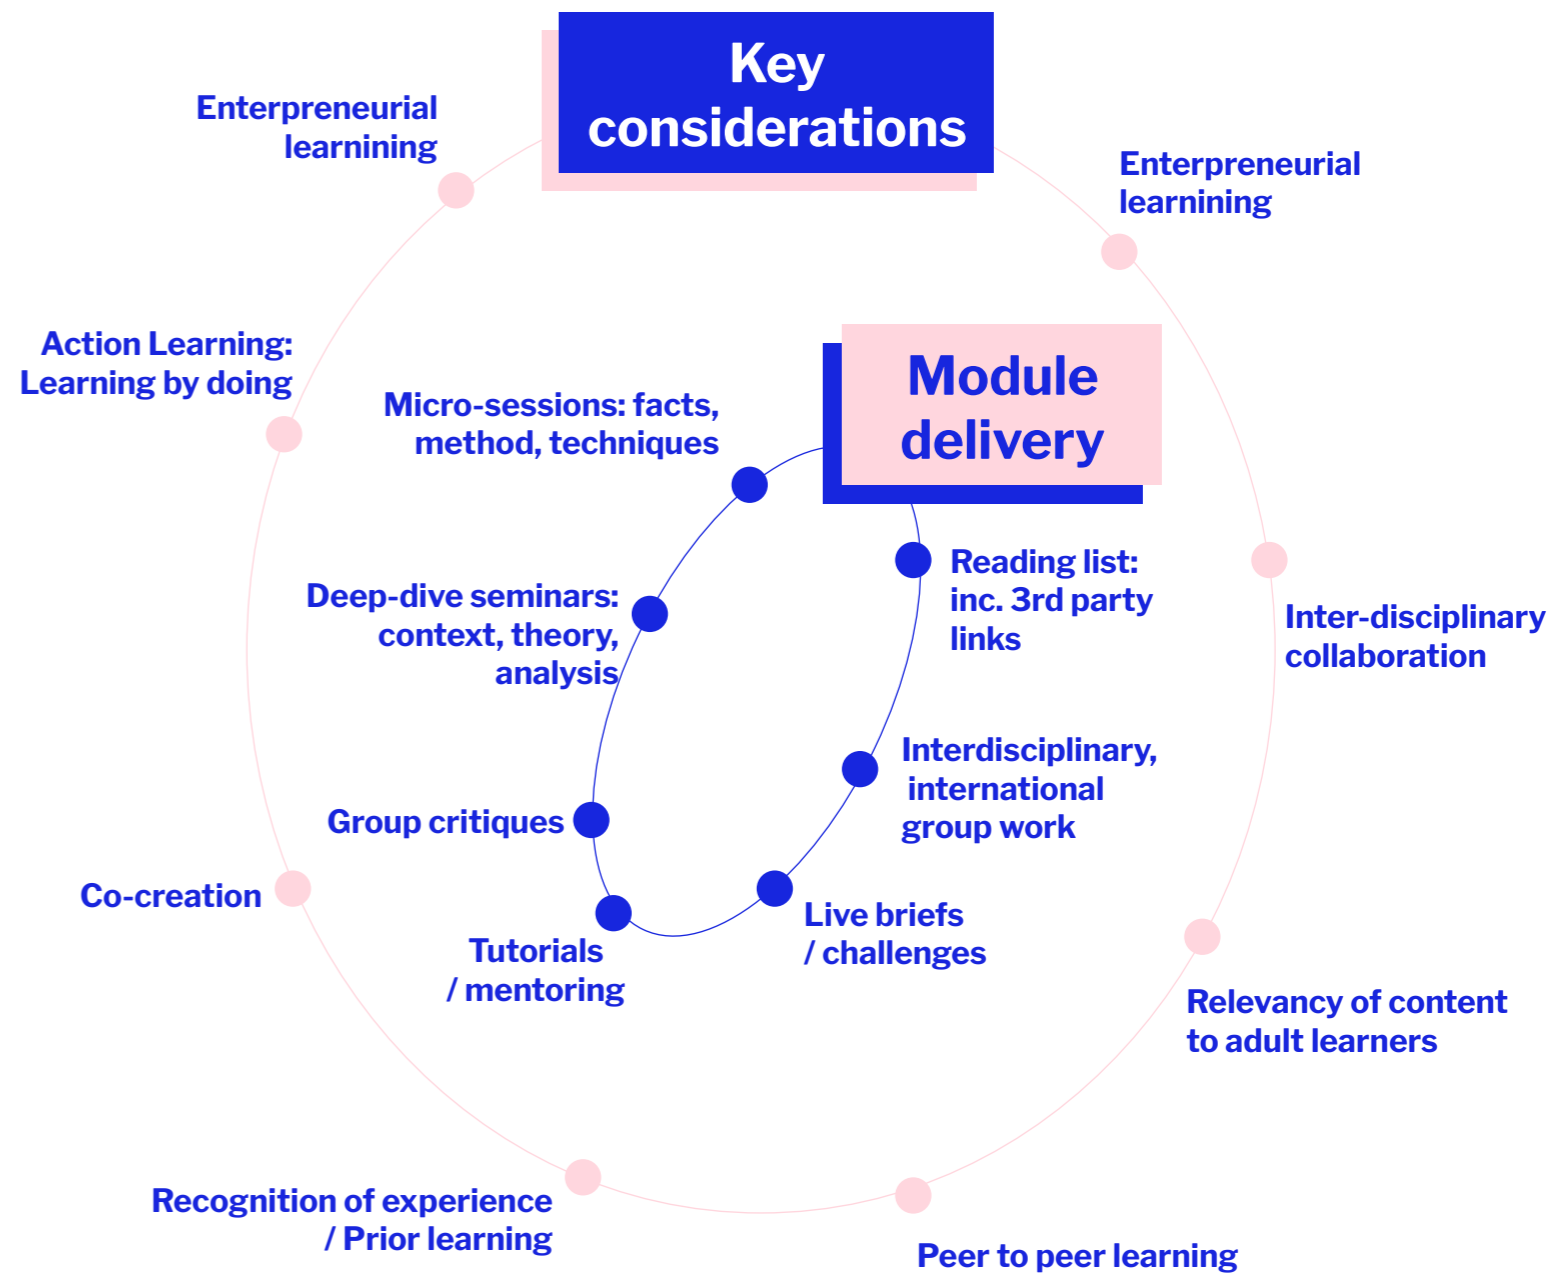 Key
considerations
Enterpreneurial
learnining
Enterpreneurial
learnining
Action Learning:
Learning by doing
Module
delivery
Micro-sessions: facts,
method, techniques
Reading list:
inc. 3rd party
links
Deep-dive seminars:
context, theory,
analysis
Inter-disciplinary
collaboration
Interdisciplinary,
international
group work
Group critiques
Co-creation
Live briefs
/ challenges
Tutorials
/ mentoring
Relevancy of content
to adult learners
Recognition of experience
/ Prior learning
Peer to peer learning